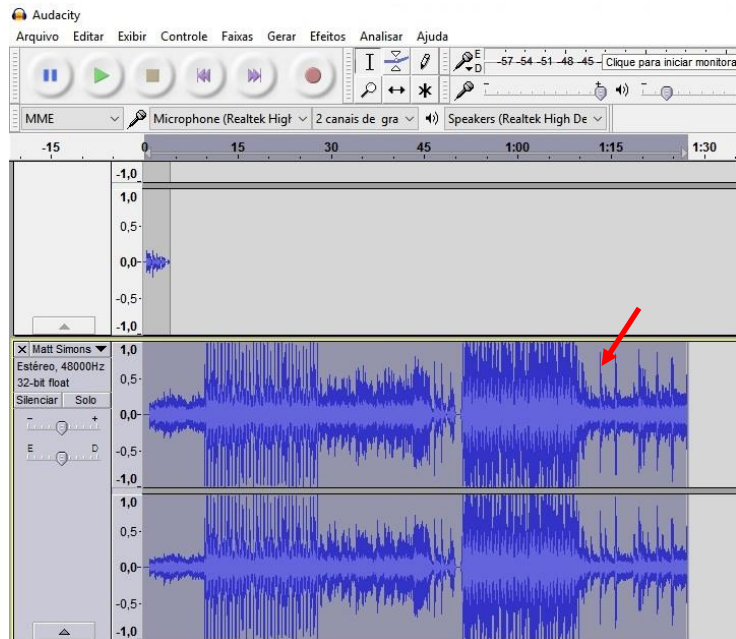 Audacity
Arquivo Editar Exibir Controle Faixas Gerar Efeitos Analisar Ajuda
E
D
-57 -54 -51 -48 -45 - Clique para iniciar monitora
MME Microphone (Realtek High 2 canais de gra Speakers (Realtek High De
-15 0 15 30 45 1:00 1:15 1:30
-1,0
1,0
0,5
0,0
-0,5
-1,0
Matt Simons 1,0
Estéreo, 48000Hz
32-bit float 0,5
Silenciar Solo
- + 0,0
E D -0,5
-1,0
1,0
0,5
0,0
-0,5
-1,0